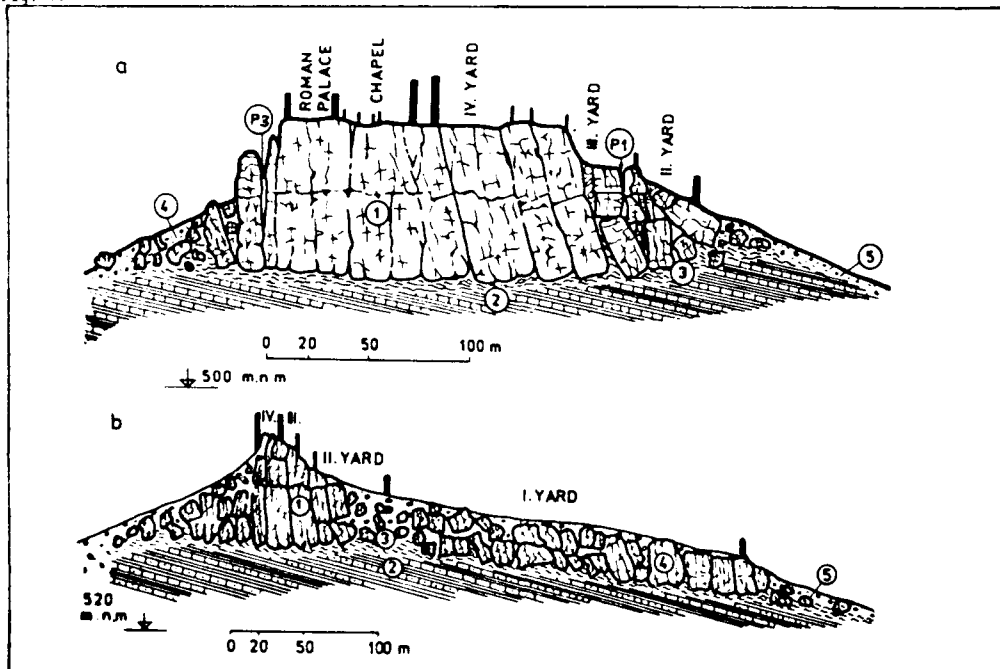 a
ROMAN
PALACE
CHAPEL
IV. YARD
III. YARD
II. YARD
P3
P1
4
1
5
3
2
0 20 50 100 m
500 m.n.m
b
IV. III.
II. YARD
I. YARD
1
3
2
4
5
520
m.n.m
0 20 50 100 m